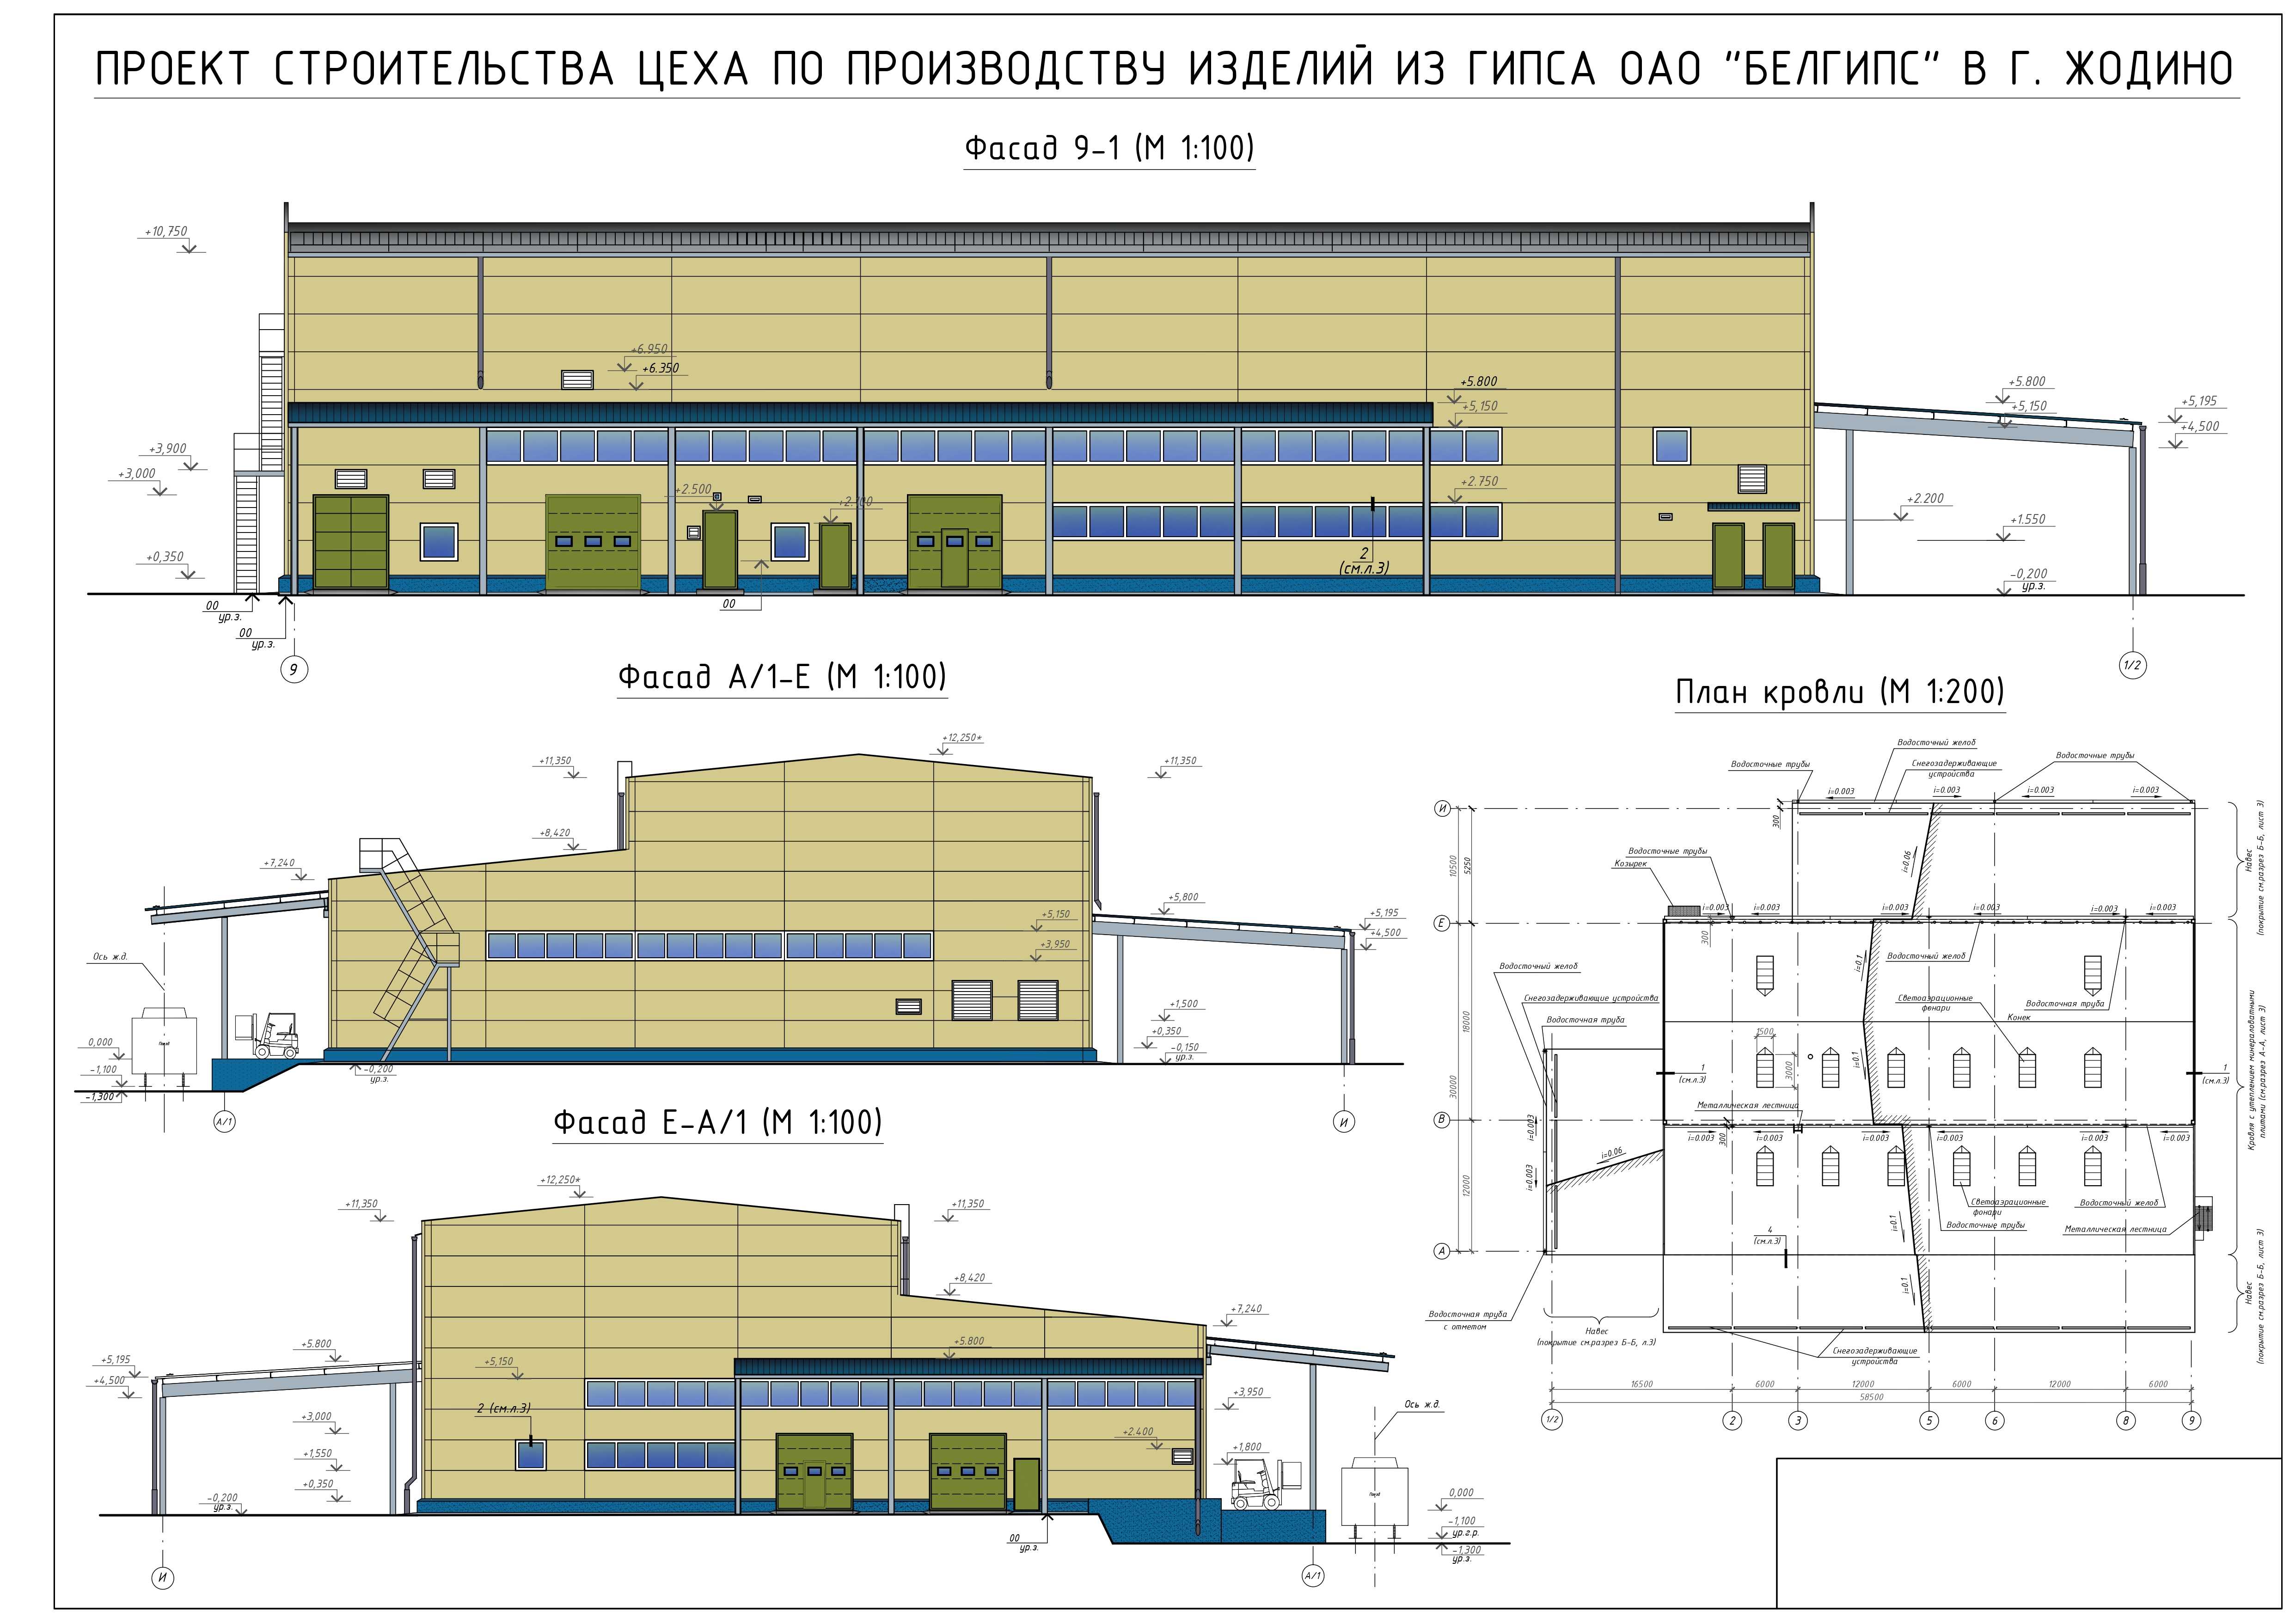 ПРОЕКТ СТРОИТЕЛЬСТВА ЦЕХА ПО ПРОИЗВОДСТВУ ИЗДЕЛИЙ ИЗ ГИПСА ОАО "БЕЛГИПС" В Г. ЖОДИНО
Фасад 9-1 (М 1:100)
+10,750
+6.950
+6.350
+5.800
+5,150
+5.800
+5,150
+5,195
+4,500
+3,900
+3,000
+2.500
+2.750
+2.200
+1.550
+0,350
2
(см.л.3)
-0,200
ур.з.
00
ур.з.
00
ур.з.
00
9
1/2
Фасад А/1-Е (М 1:100)
+12,250*
+11,350
+11,350
+8,420
+7,240
+5,800
+5,195
+4,500
+5,150
+3,950
Ось ж.д.
+1,500
+0,350
-0,150
ур.з.
0,000
-1,100
-1,300
-0,200
ур.з.
А/1
И
Фасад Е-А/1 (М 1:100)
+12,250*
+11,350
+11,350
+8,420
+7,240
+5.800
+5.800
+5,195
+4,500
+5,150
+3,950
2 (см.л.3)
Ось ж.д.
+3,000
+2.400
+1,550
+1,800
+0,350
-0,200
ур.з.
0,000
-1,100
ур.г.р.
-1,300
ур.з.
00
ур.з.
И
А/1
План кровли (М 1:200)
Водосточный желоб
Водосточные трубы
Снегозадерживающие
устройства
Водосточные трубы
i=0.003
i=0.003
i=0.003
i=0.003
И
300
10500
5250
i=0.06
Навес
(покрытие см.разрез Б-Б, лист 3)
Водосточные трубы
Козырек
i=0.003
i=0.003
i=0.003
i=0.003
i=0.003
i=0.003
Е
300
i=0.1
Водосточный желоб
Водосточный желоб
Снегозадерживающие устройства
Светоаэрационные
фонари
Водосточная труба
Водосточная труба
Конек
18000
30000
1500
3000
i=0.1
1
(см.л.3)
1
(см.л.3)
Кровля с утеплением минераловатными
плитами (см.разрез А-А, лист 3)
Металлическая лестница
В
i=0.003
i=0.003
i=0.003
i=0.003
i=0.003
i=0.003
300
i=0.003
i=0.003
i=0.06
12000
Светоаэрационные
фонари
Водосточный желоб
Водосточные трубы
Металлическая лестница
i=0.1
4
(см.л.3)
А
i=0.1
Навес
(покрытие см.разрез Б-Б, лист 3)
Водосточная труба
с отметом
Навес
(покрытие см.разрез Б-Б, л.3)
Снегозадерживающие
устройства
16500
6000
12000
6000
12000
6000
58500
1/2
2
3
5
6
8
9